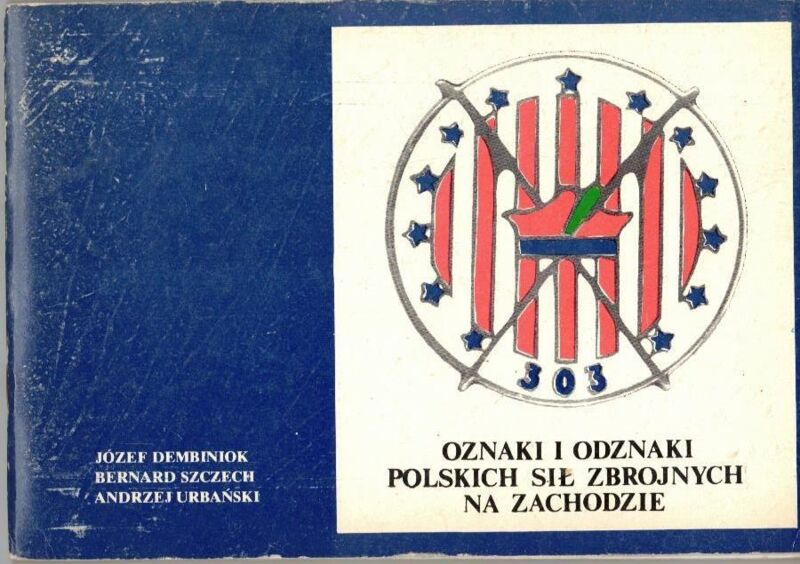 303
JÓZEF DEMBINIOK
BERNARD SZCZECH
ANDRZEJ URBAŃSKI
OZNAKI I ODZNAKI
POLSKICH SIŁ ZBROJNYCH
NA ZACHODZIE